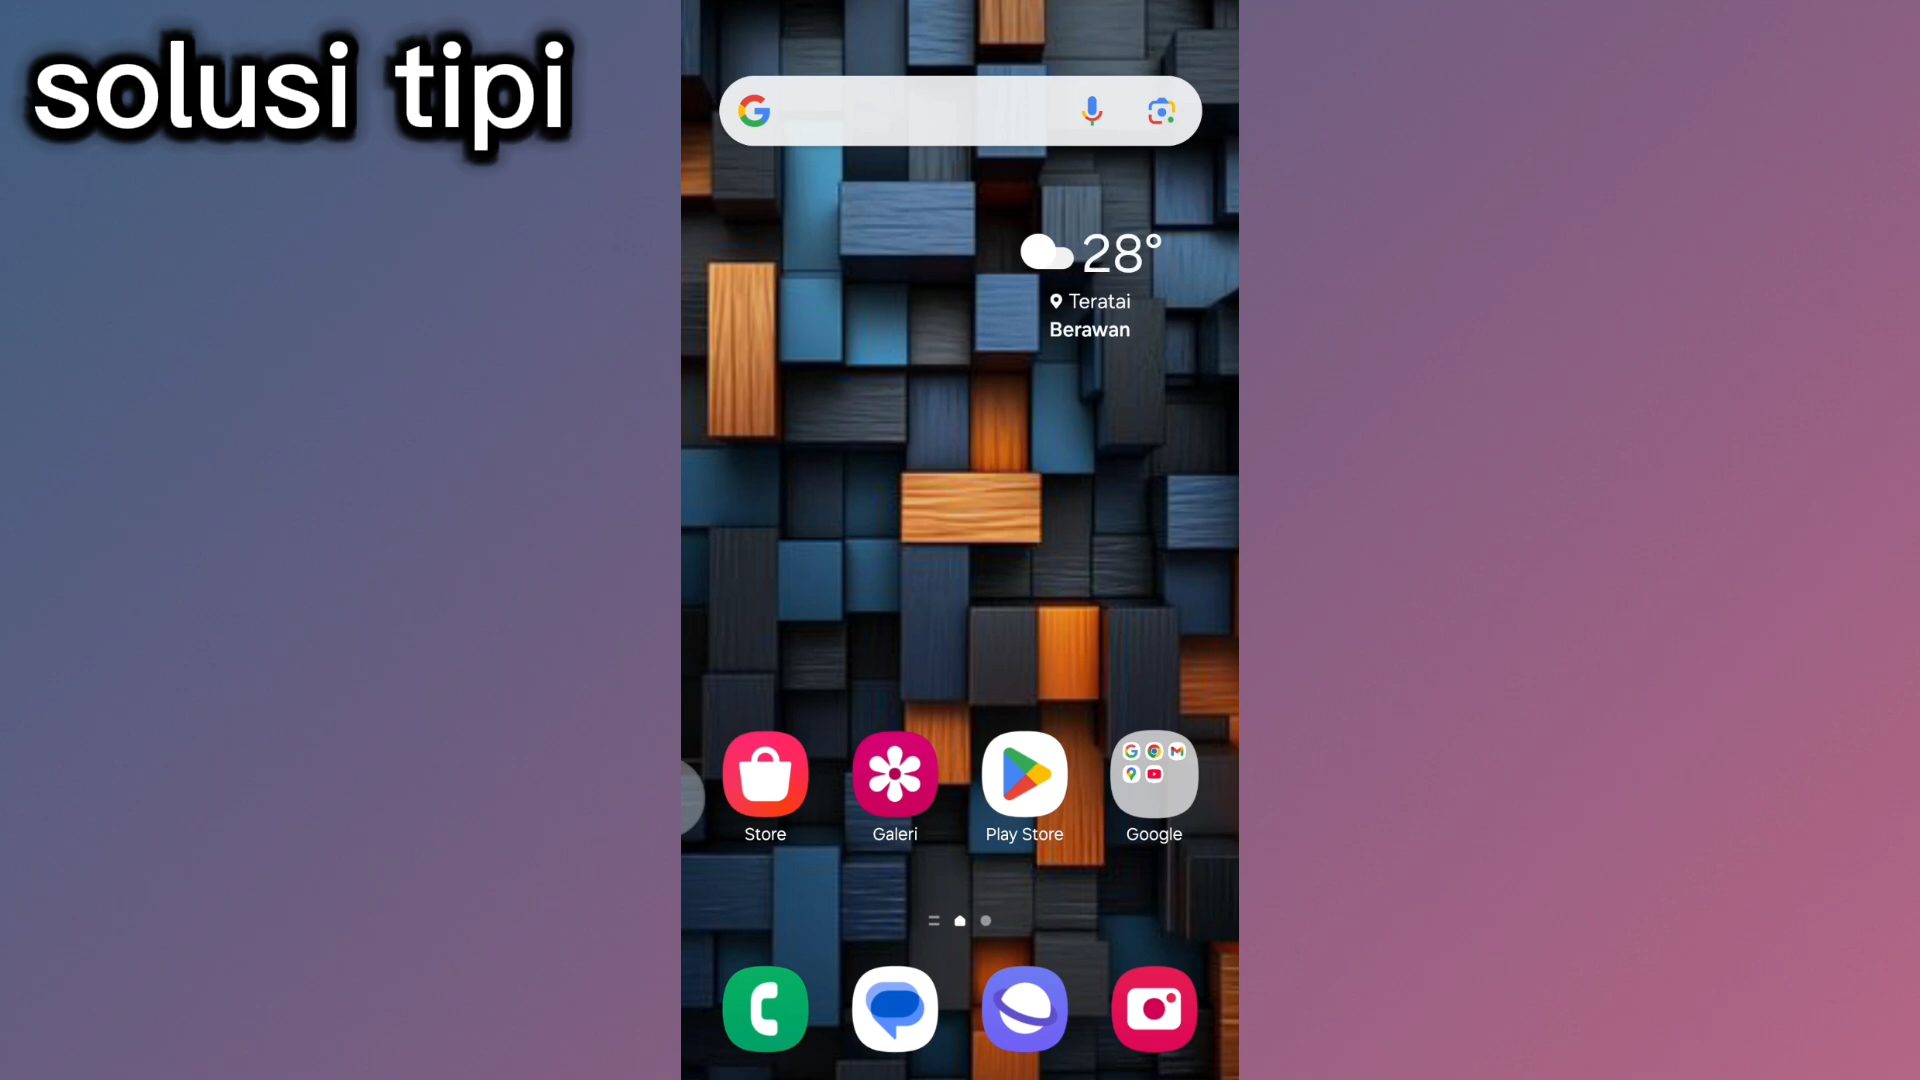 solusi tipi
28°
Teratai
Berawan
Store
Galeri
Play Store
Google